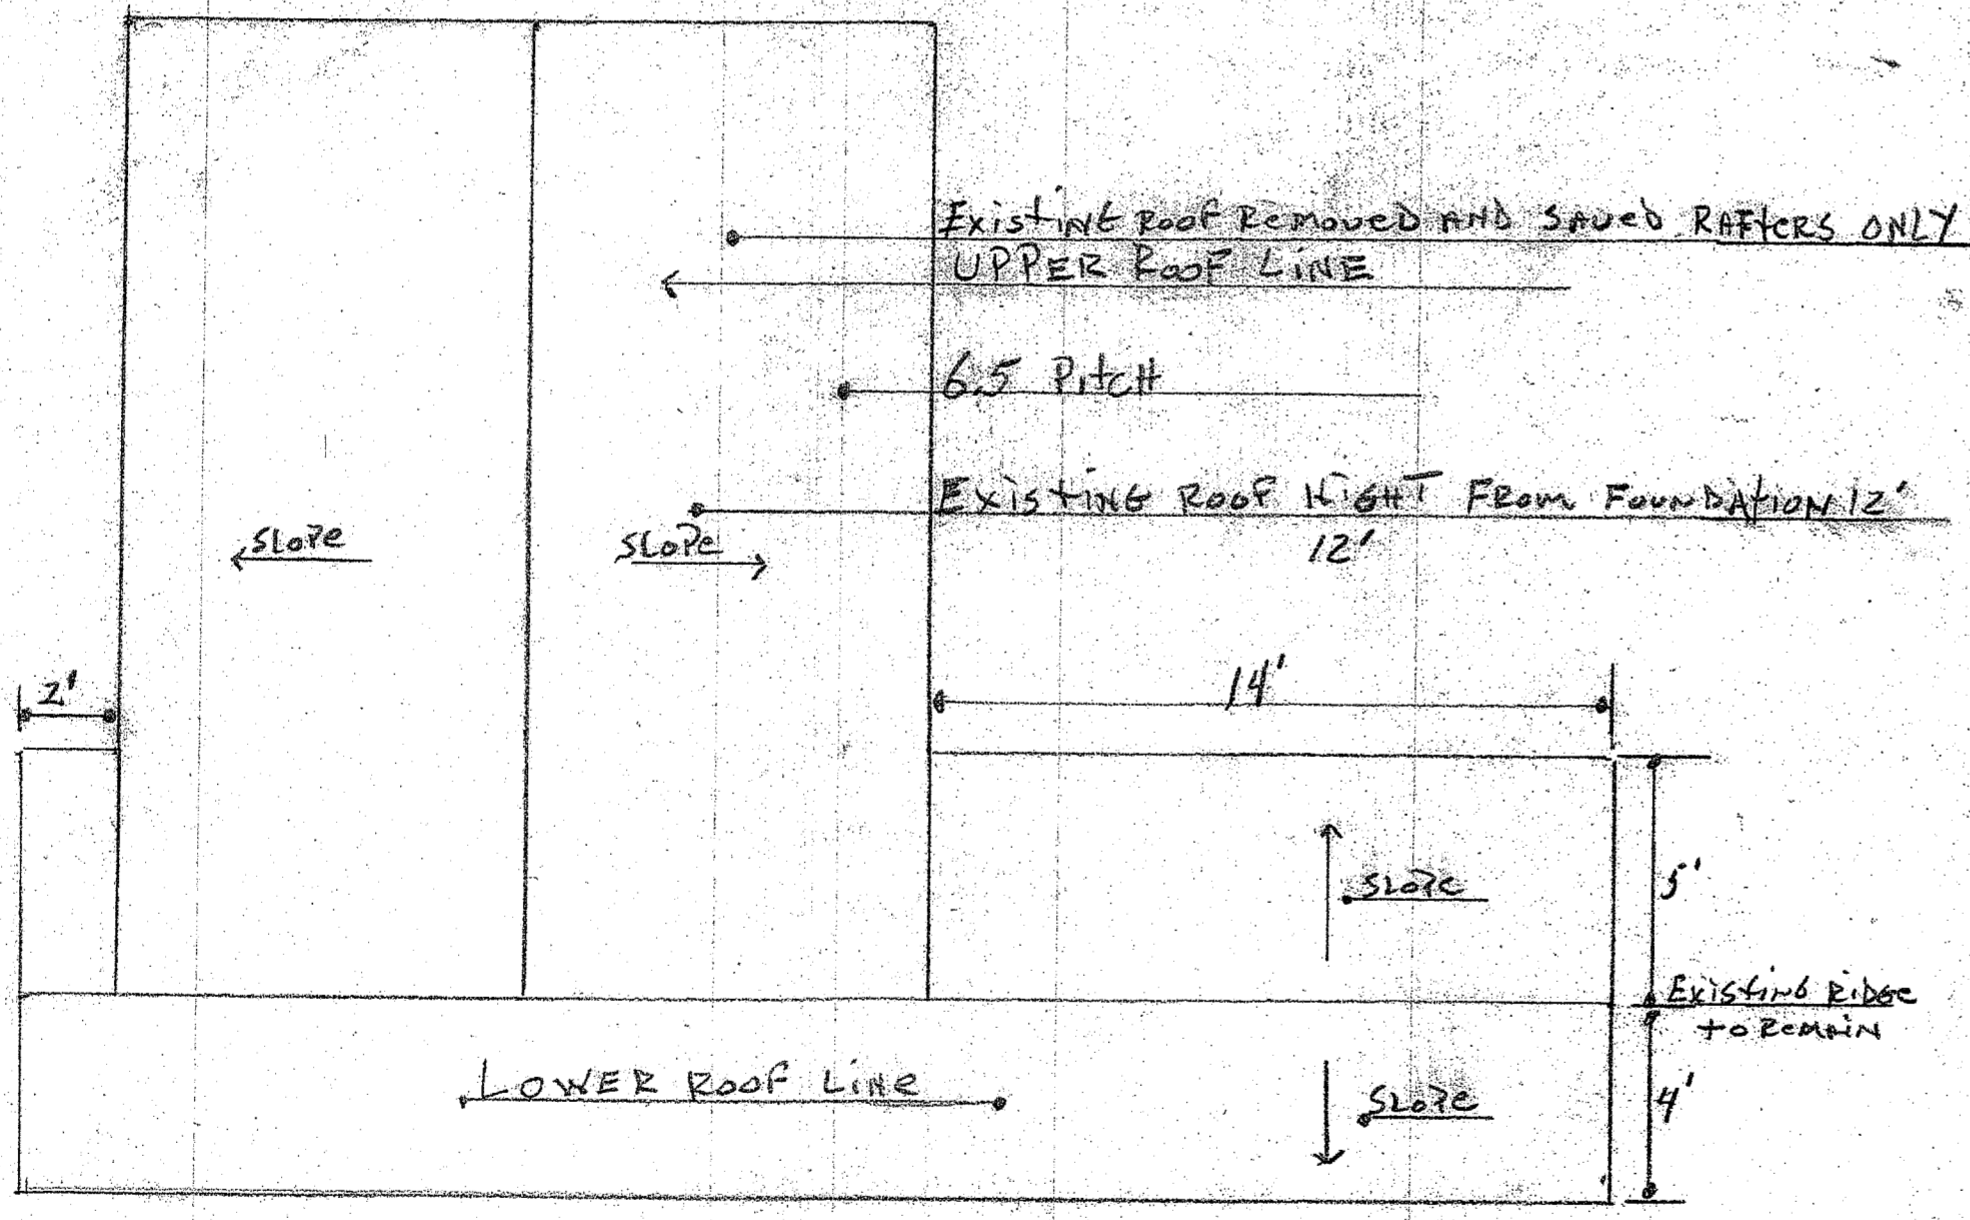 Existing Roof Removed AND SAVED RAFTERS ONLY
UPPER ROOF LINE
6.5 PitcH
EXISTING ROOF HIGHT FROM FOUNDATION 12'
12'
SLOPE
SLOPE
2'
14'
SLOPE
5'
EXISTING RIDGE
to REMAIN
LOWER ROOF LINE
SLOPE
4'